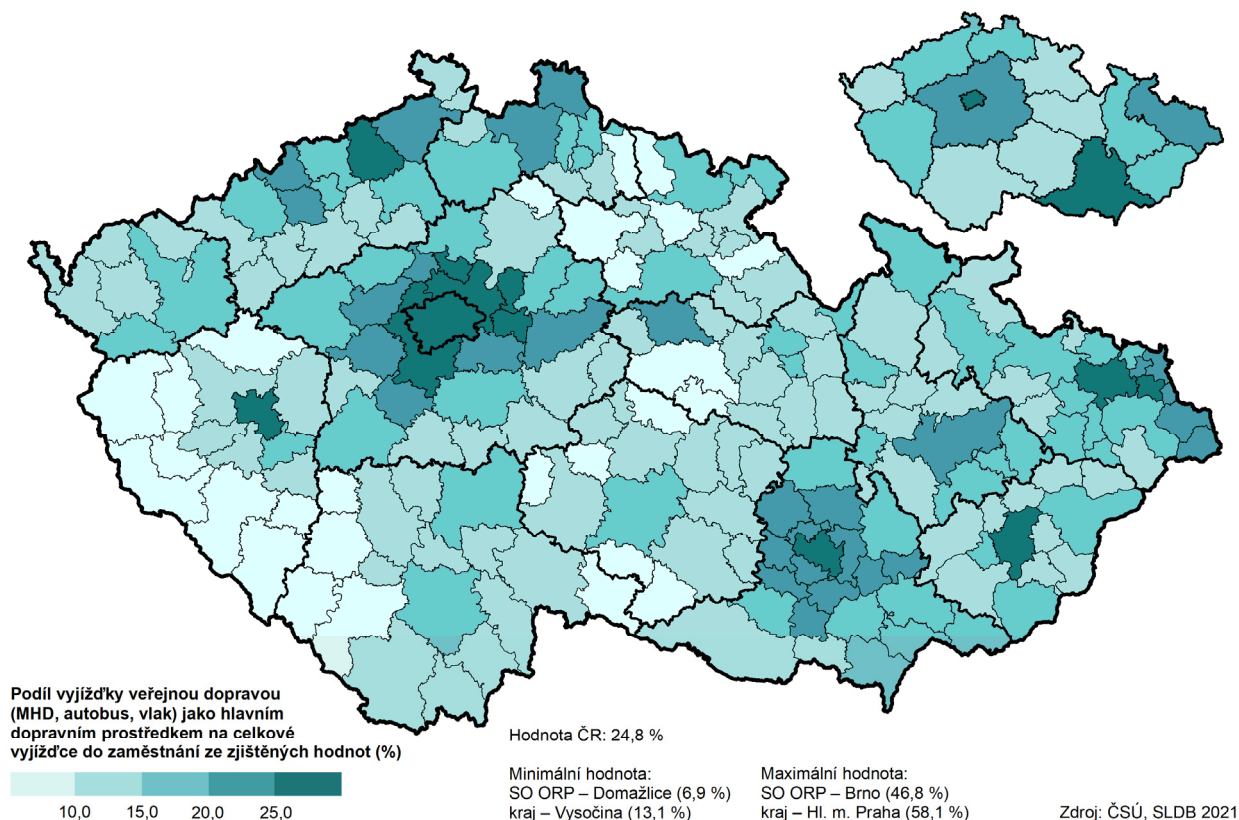 Podíl vyjížďky veřejnou dopravou
(MHD, autobus, vlak) jako hlavním
dopravním prostředkem na celkové
vyjížďce do zaměstnání ze zjištěných hodnot (%)
10,0 15,0 20,0 25,0
Hodnota ČR: 24,8 %
Minimální hodnota:
SO ORP – Domažlice (6,9 %)
kraj – Vysočina (13,1 %)
Maximální hodnota:
SO ORP – Brno (46,8 %)
kraj – Hl. m. Praha (58,1 %)
Zdroj: ČSÚ, SLDB 2021